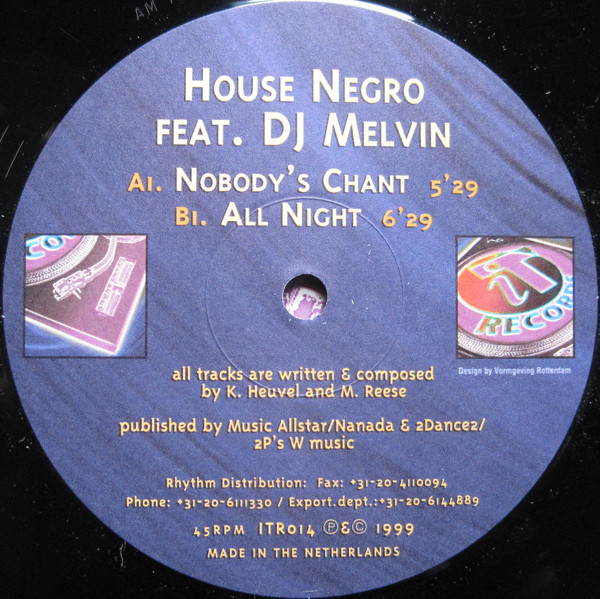 HOUSE NEGRO
FEAT. DJ MELVIN
A1. NOBODY'S CHANT 5'29
B1. ALL NIGHT 6'29
CO
iT
RECORDS
Design by Vormgeving Rotterdam
all tracks are written & composed
by K. Heuvel and M. Reese
published by Music Allstar/Nanada & 2Dance2/
2P's W music
Rhythm Distribution: Fax: +31-20-4110094
Phone: +31-20-6111330 / Export.dept.:+31-20-6144889
45RPM ITR014 ℗&© 1999
MADE IN THE NETHERLANDS